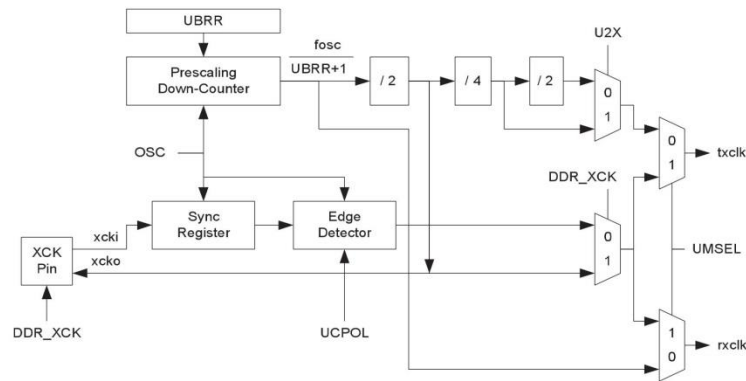 UBRR
U2X
fosc
Prescaling
Down-Counter
UBRR+1
/ 2
/ 4
/ 2
0
1
OSC
0
1
txclk
DDR_XCK
Sync
Register
Edge
Detector
xcki
0
1
XCK
Pin
xcko
UMSEL
DDR_XCK
UCPOL
1
0
rxclk